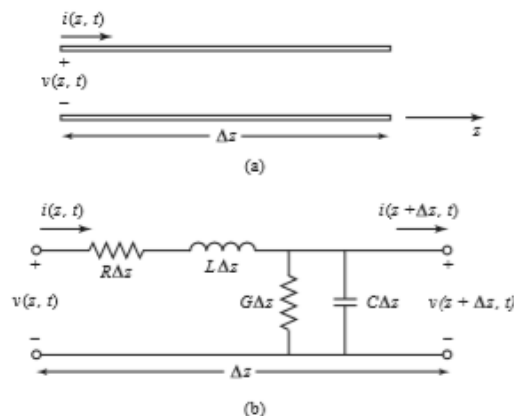 i(z, t)
+
v(z, t)
−
z
Δz
(a)
i(z, t)
i(z + Δz, t)
+
RΔz
LΔz
+
v(z, t)
GΔz
CΔz
v(z + Δz, t)
−
−
Δz
(b)